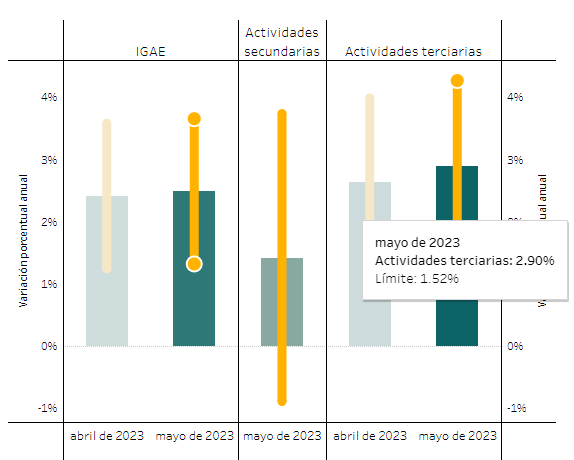 IGAE
Actividades
secundarias
Actividades terciarias
Variación porcentual anual
4%
3%
2%
1%
0%
-1%
4%
3%
1%
0%
-1%
mayo de 2023
Actividades terciarias: 2.90%
Límite: 1.52%
abril de 2023
mayo de 2023
mayo de 2023
abril de 2023
mayo de 2023